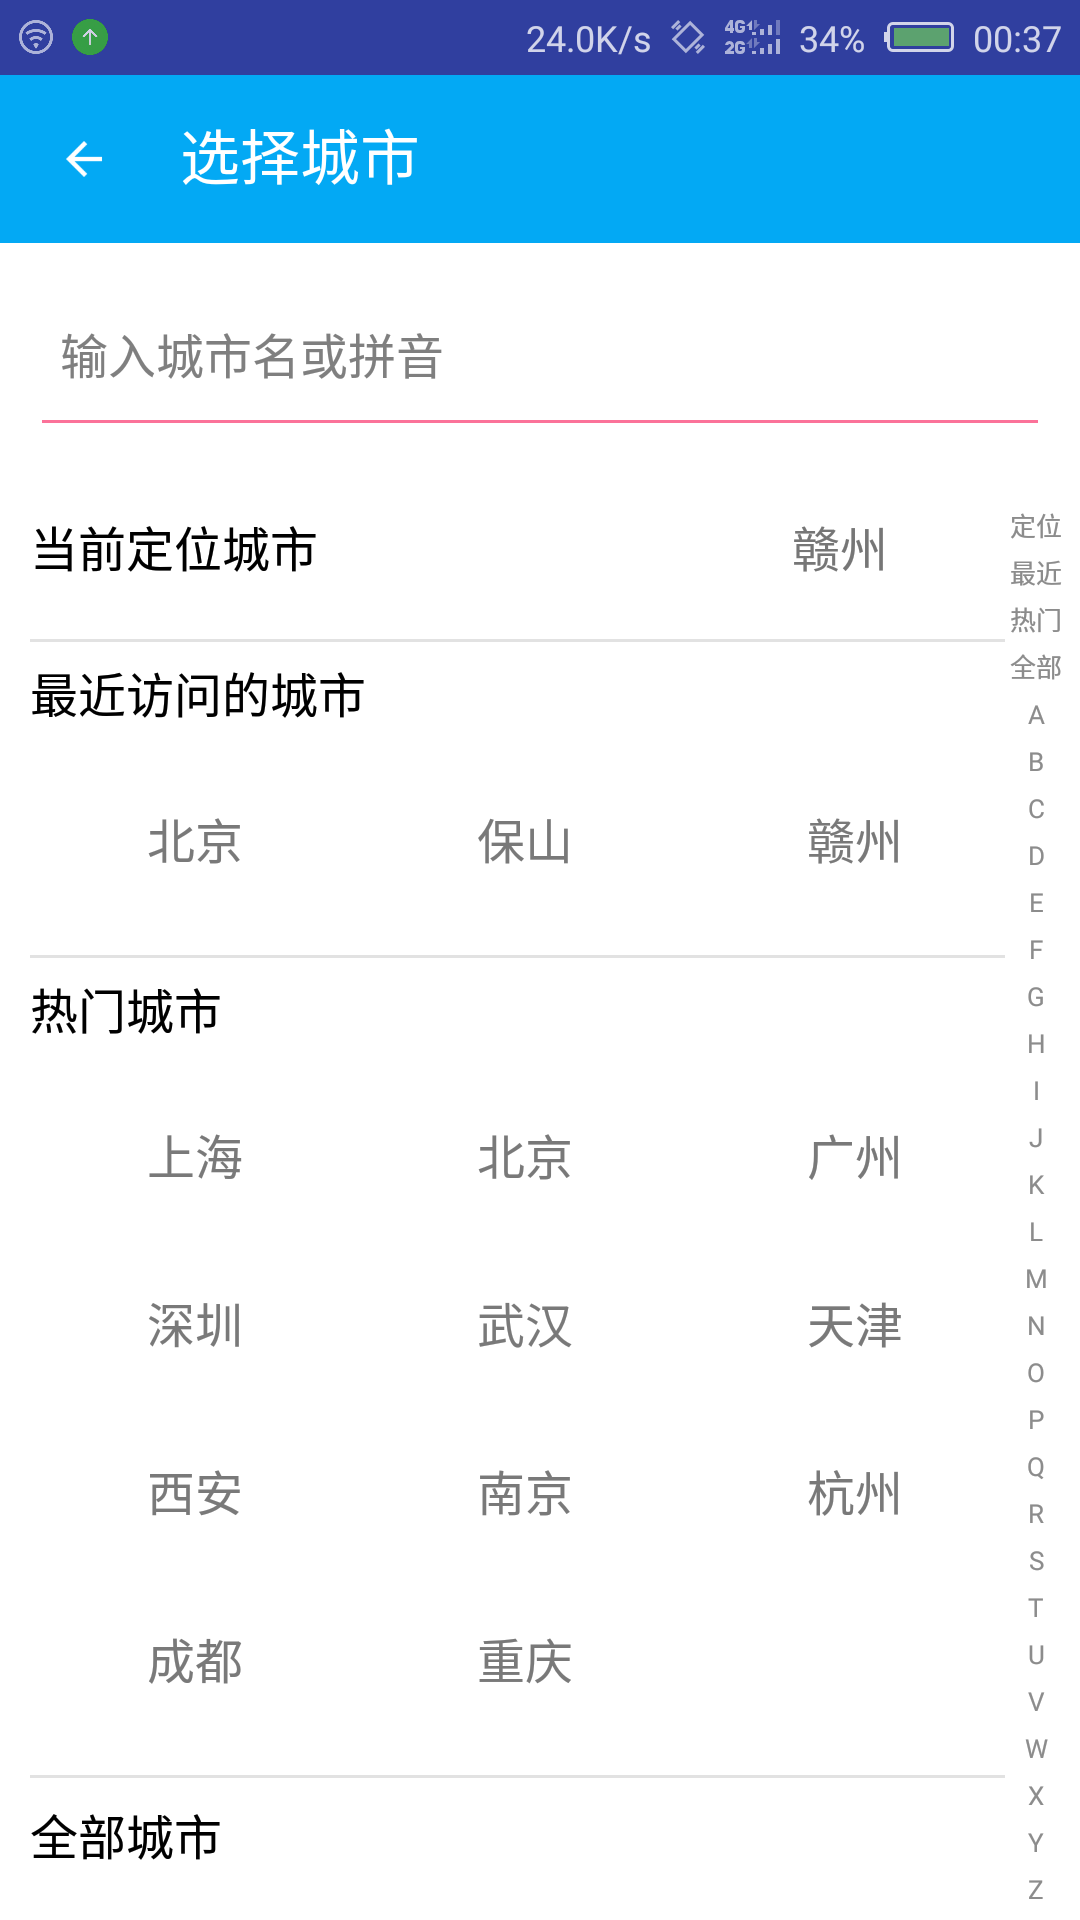 24.0K/s 4G 2G 34% 00:37
选择城市
输入城市名或拼音
当前定位城市 赣州
最近访问的城市
北京 保山 赣州
热门城市
上海 北京 广州
深圳 武汉 天津
西安 南京 杭州
成都 重庆
全部城市
定位
最近
热门
全部
A
B
C
D
E
F
G
H
I
J
K
L
M
N
O
P
Q
R
S
T
U
V
W
X
Y
Z